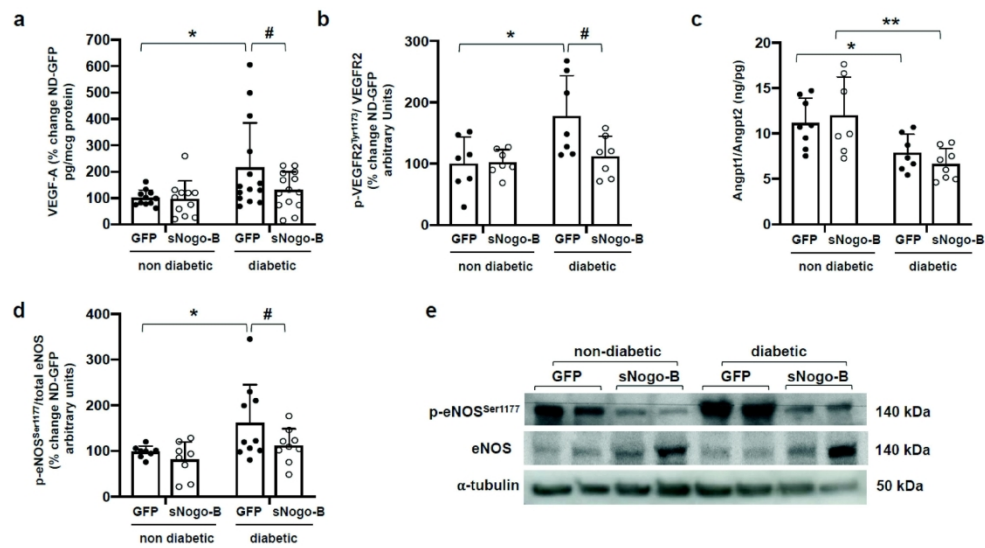 a
VEGF-A (% change ND-GFP
pg/mcg protein)
700
600
500
400
300
200
100
0
*
#
GFP sNogo-B GFP sNogo-B
non diabetic diabetic
b
p-VEGFR2Tyr1173/ VEGFR2
(% change ND-GFP
arbitrary Units)
300
200
100
0
*
#
GFP sNogo-B GFP sNogo-B
non diabetic diabetic
c
Angpt1/Angpt2 (ng/pg)
20
15
10
5
0
**
*
GFP sNogo-B GFP sNogo-B
non diabetic diabetic
d
p-eNOSSer1177/total eNOS
(% change ND-GFP
arbitrary units)
400
300
200
100
0
*
#
GFP sNogo-B GFP sNogo-B
non diabetic diabetic
e
non-diabetic diabetic
GFP sNogo-B GFP sNogo-B
p-eNOSSer1177 140 kDa
eNOS 140 kDa
α-tubulin 50 kDa